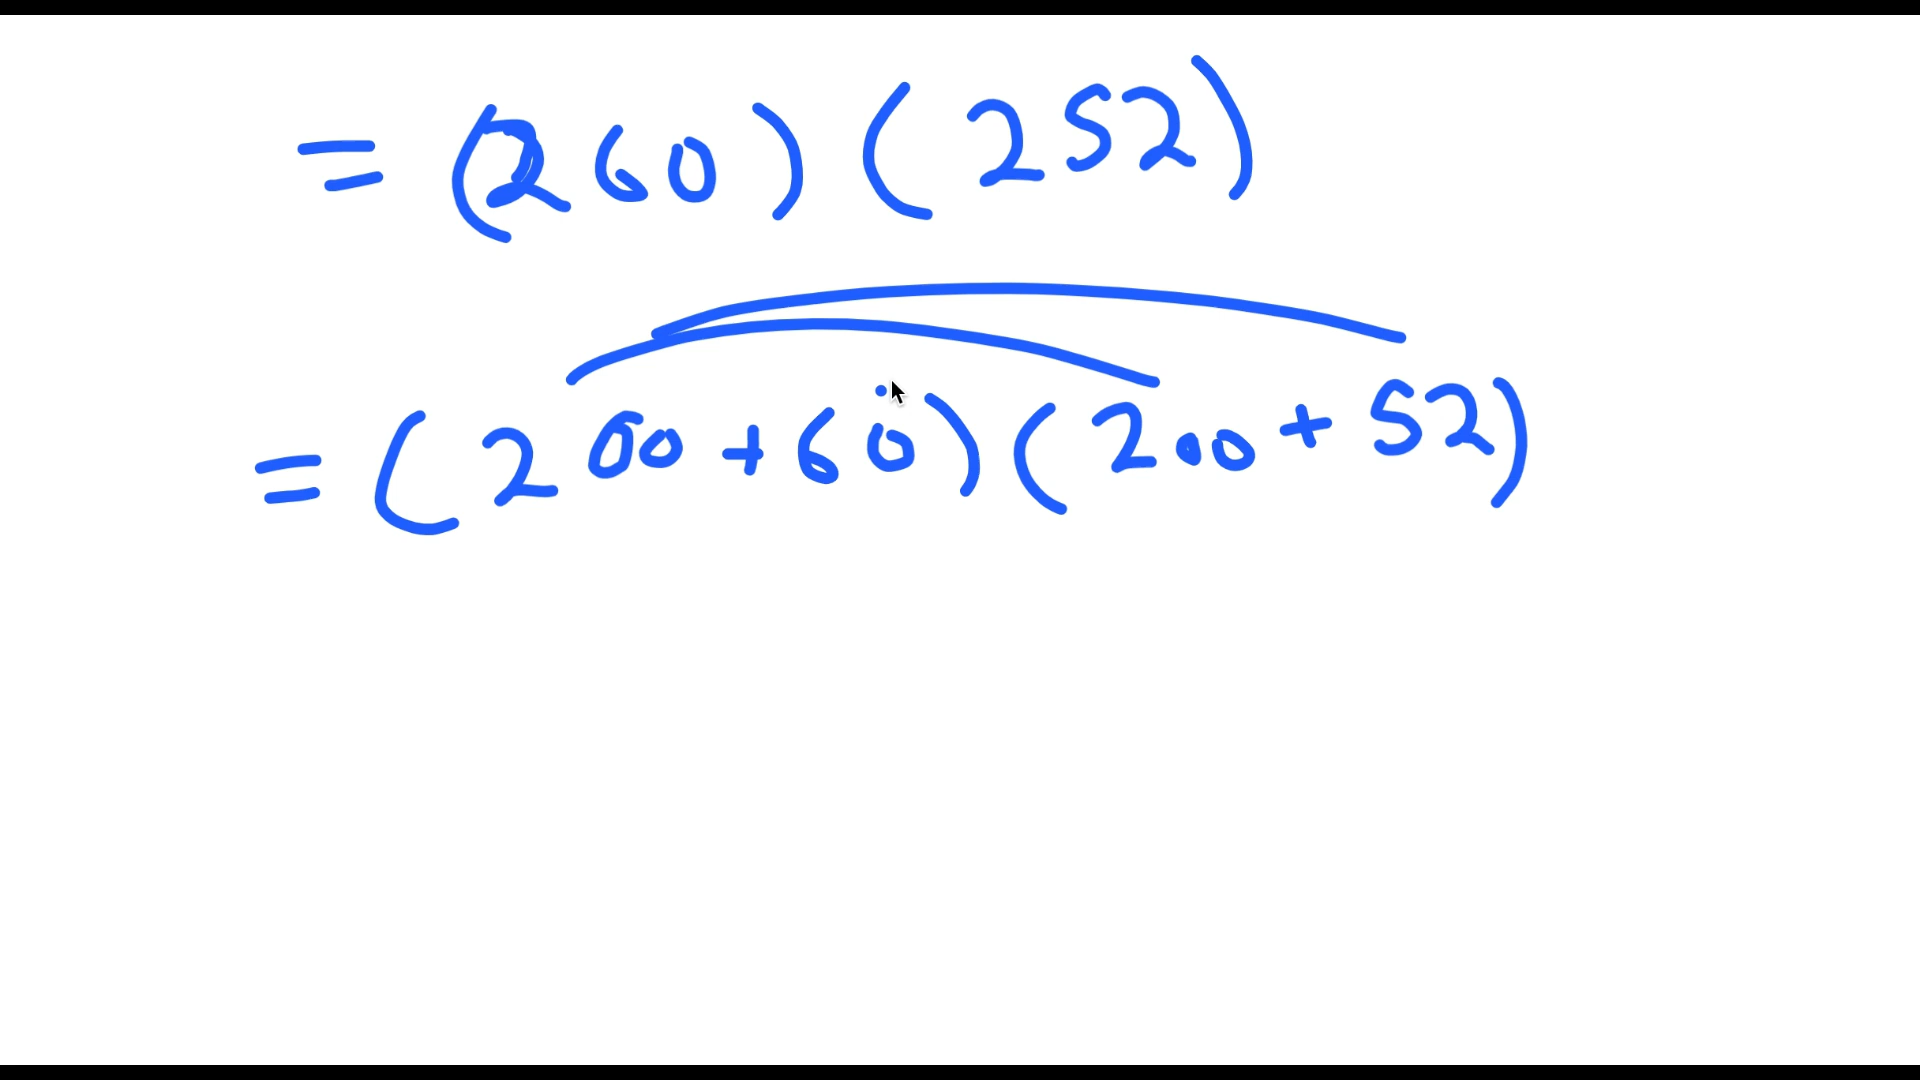 = (260) (252)
= (200 + 60) (200 + 52)